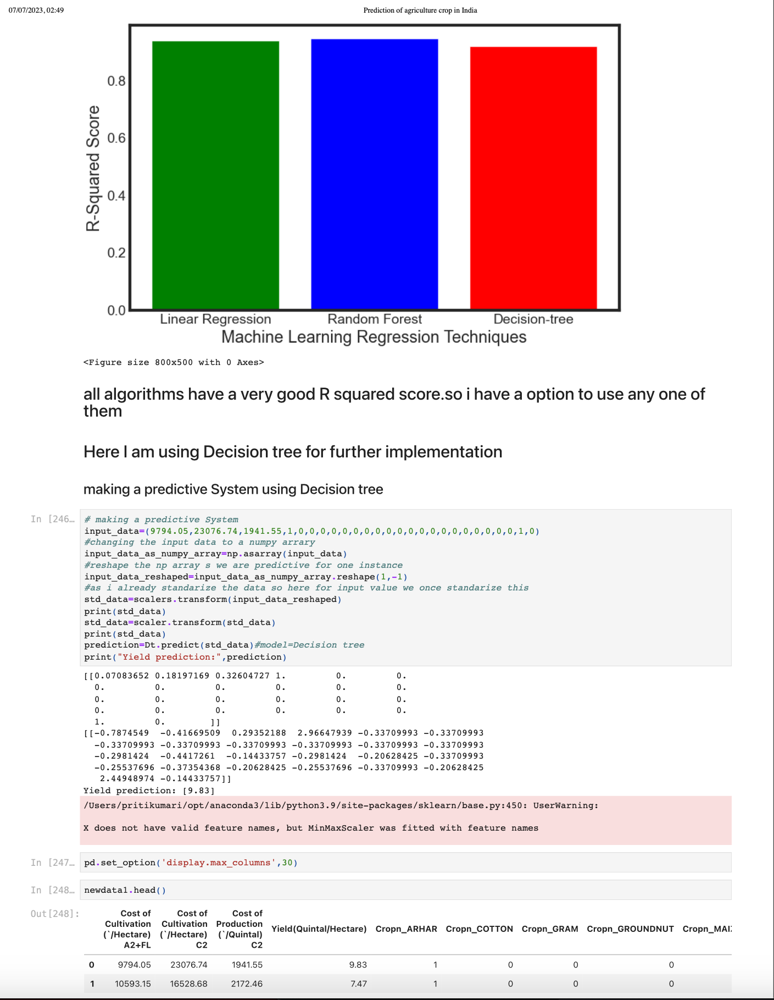 07/07/2023, 02:49
Prediction of agriculture crop in India
0.8
0.6
0.4
0.2
0.0
R-Squared Score
Linear Regression Random Forest Decision-tree
Machine Learning Regression Techniques
<Figure size 800x500 with 0 Axes>
all algorithms have a very good R squared score.so i have a option to use any one of
them
Here I am using Decision tree for further implementation
making a predictive System using Decision tree
In [246…
# making a predictive System
input_data=(9794.05,23076.74,1941.55,1,0,0,0,0,0,0,0,0,0,0,0,0,0,0,0,0,0,0,0,0,1,0)
#changing the input data to a numpy arrary
input_data_as_numpy_array=np.asarray(input_data)
#reshape the np array s we are predictive for one instance
input_data_reshaped=input_data_as_numpy_array.reshape(1,-1)
#as i already standarize the data so here for input value we once standarize this
std_data=scalers.transform(input_data_reshaped)
print(std_data)
std_data=scaler.transform(std_data)
print(std_data)
prediction=Dt.predict(std_data)#model=Decision tree
print("Yield prediction:",prediction)
[[0.07083652 0.18197169 0.32604727 1. 0. 0.
0. 0. 0. 0. 0. 0.
0. 0. 0. 0. 0. 0.
0. 0. 0. 0. 0. 0.
1. 0. ]]
[[-0.7874549 -0.41669509 0.29352188 2.96647939 -0.33709993 -0.33709993
-0.33709993 -0.33709993 -0.33709993 -0.33709993 -0.33709993 -0.33709993
-0.2981424 -0.4417261 -0.14433757 -0.2981424 -0.20628425 -0.33709993
-0.25537696 -0.37354368 -0.20628425 -0.25537696 -0.33709993 -0.20628425
2.44948974 -0.14433757]]
Yield prediction: [9.83]
/Users/pritikumari/opt/anaconda3/lib/python3.9/site-packages/sklearn/base.py:450: UserWarning:
X does not have valid feature names, but MinMaxScaler was fitted with feature names
In [247…
pd.set_option('display.max_columns',30)
In [248…
newdata1.head()
Out[248]:
Cost of Cost of Cost of
Cultivation Cultivation Production
(`/Hectare) (`/Hectare) (`/Quintal) Yield(Quintal/Hectare) Cropn_ARHAR Cropn_COTTON Cropn_GRAM Cropn_GROUNDNUT Cropn_MAI
A2+FL C2 C2
0 9794.05 23076.74 1941.55 9.83 1 0 0 0
1 10593.15 16528.68 2172.46 7.47 1 0 0 0